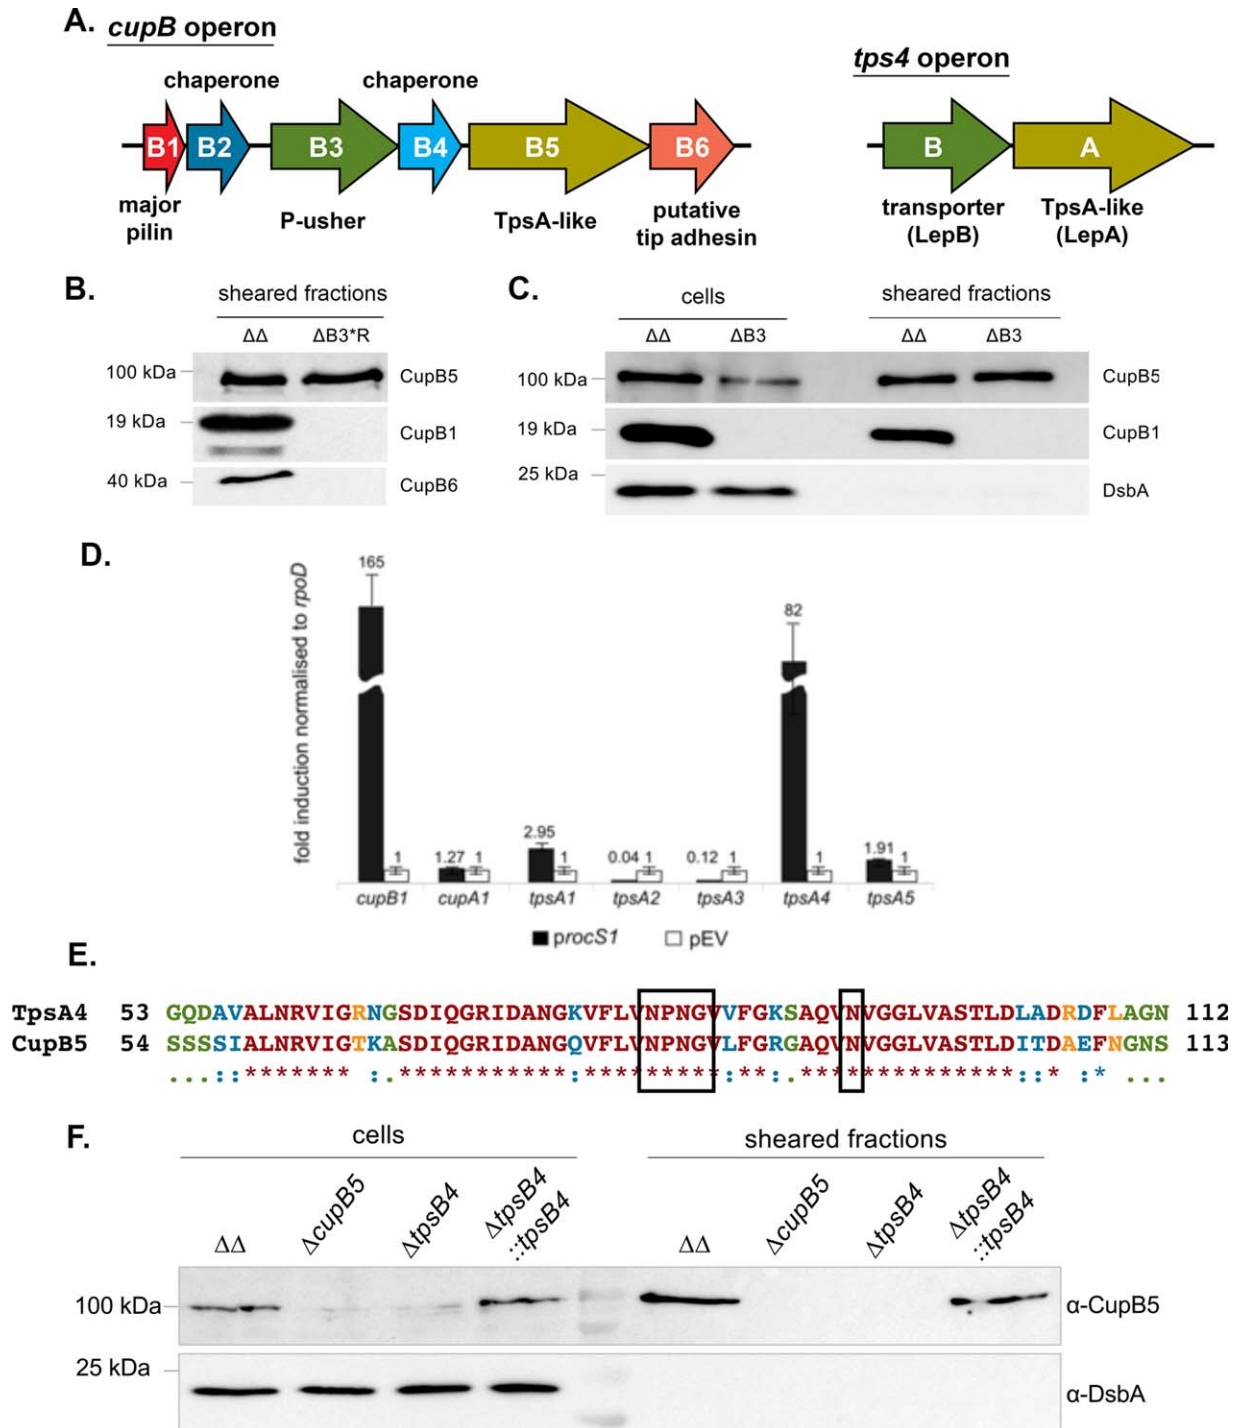 A. cupB operon
tps4 operon
chaperone chaperone
B1 B2 B3 B4 B5 B6 B A
major pilin
P-usher
TpsA-like
putative tip adhesin
transporter (LepB)
TpsA-like (LepA)
B.
sheared fractions
ΔΔ ΔB3*R
100 kDa CupB5
19 kDa CupB1
40 kDa CupB6
C.
cells sheared fractions
ΔΔ ΔB3 ΔΔ ΔB3
100 kDa CupB5
19 kDa CupB1
25 kDa DsbA
D.
fold induction normalised to rpoD
165 1 1.27 1 2.95 1 0.04 1 0.12 1 82 1 1.91 1
cupB1 cupA1 tpsA1 tpsA2 tpsA3 tpsA4 tpsA5
procS1 pEV
E.
TpsA4 53 GQDAVALNRVIGRNGSDIQGRIDANGKVFLVNPNGVVFGKSAQVNVGGLVASTLDLADRDFLAGN 112
CupB5 54 SSSSIALNRVIGTKASDIQGRIDANGQVFLVNPNGVLFGRGAQVNVGGLVASTLDITDAEFNGNS 113
...::******* :.***********:*********:**:.******************::* :* ...
F.
cells sheared fractions
ΔΔ ΔcupB5 ΔtpsB4 ΔtpsB4 ::tpsB4 ΔΔ ΔcupB5 ΔtpsB4 ΔtpsB4 ::tpsB4
100 kDa α-CupB5
25 kDa α-DsbA